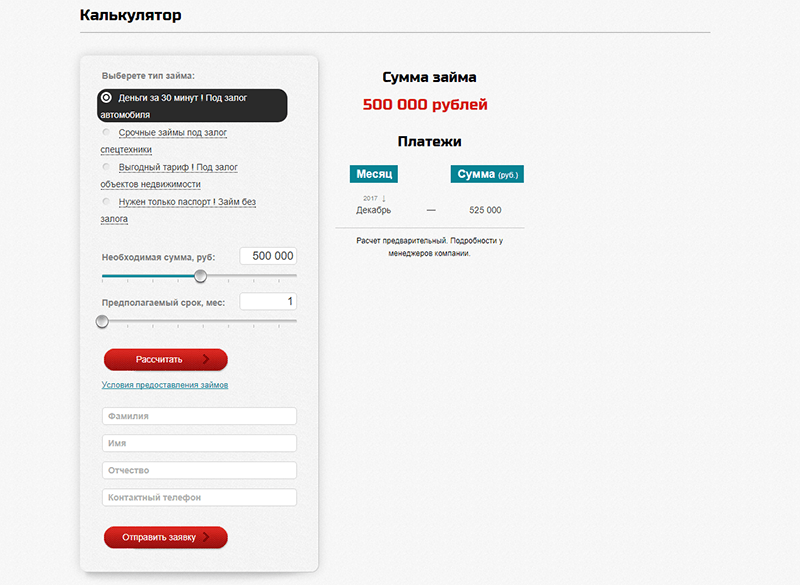 Калькулятор
Выберете тип займа:
Деньги за 30 минут ! Под залог
автомобиля
Срочные займы под залог
спецтехники
Выгодный тариф ! Под залог
объектов недвижимости
Нужен только паспорт ! Займ без
залога
Необходимая сумма, руб: 500 000
Предполагаемый срок, мес: 1
Рассчитать
Условия предоставления займов
Фамилия
Имя
Отчество
Контактный телефон
Отправить заявку
Сумма займа
500 000 рублей
Платежи
Месяц Сумма (руб.)
2017 ↓
Декабрь — 525 000
Расчет предварительный. Подробности у
менеджеров компании.